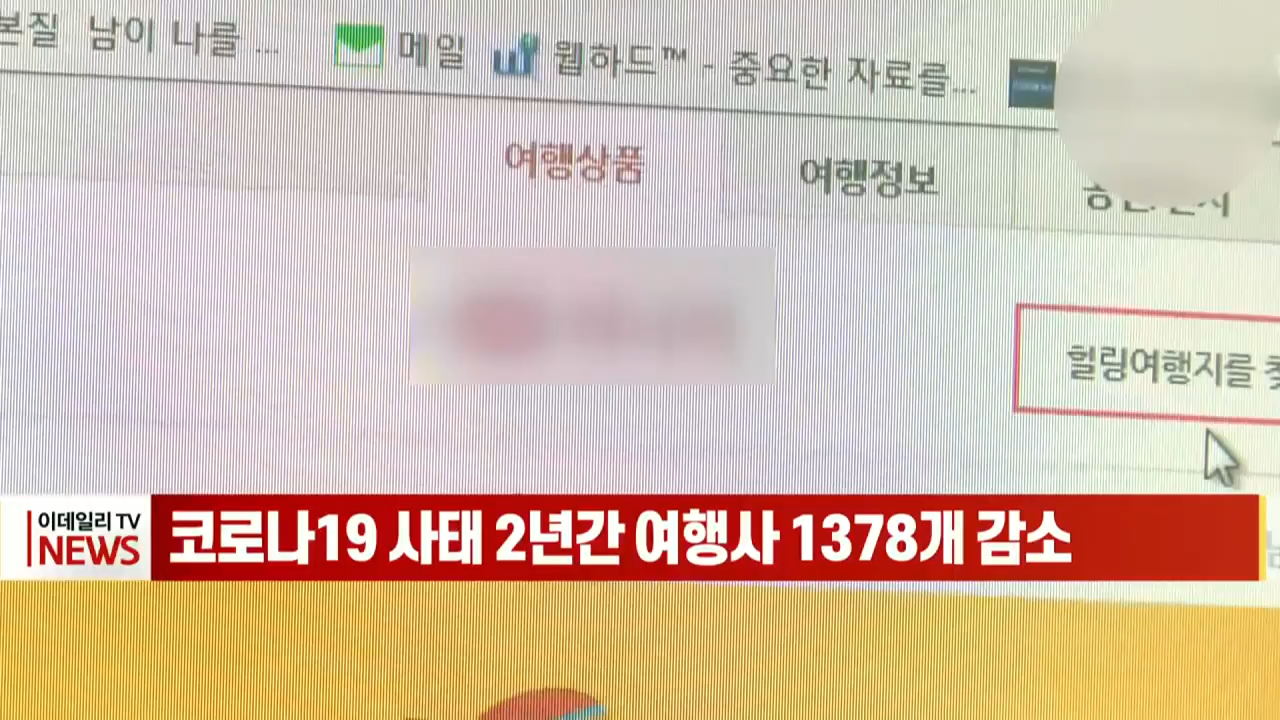 본질 남이 나를 ... 메일 웹하드™ - 중요한 자료를...
여행상품 여행정보
힐링여행지를
이데일리 TV
NEWS
코로나19 사태 2년간 여행사 1378개 감소